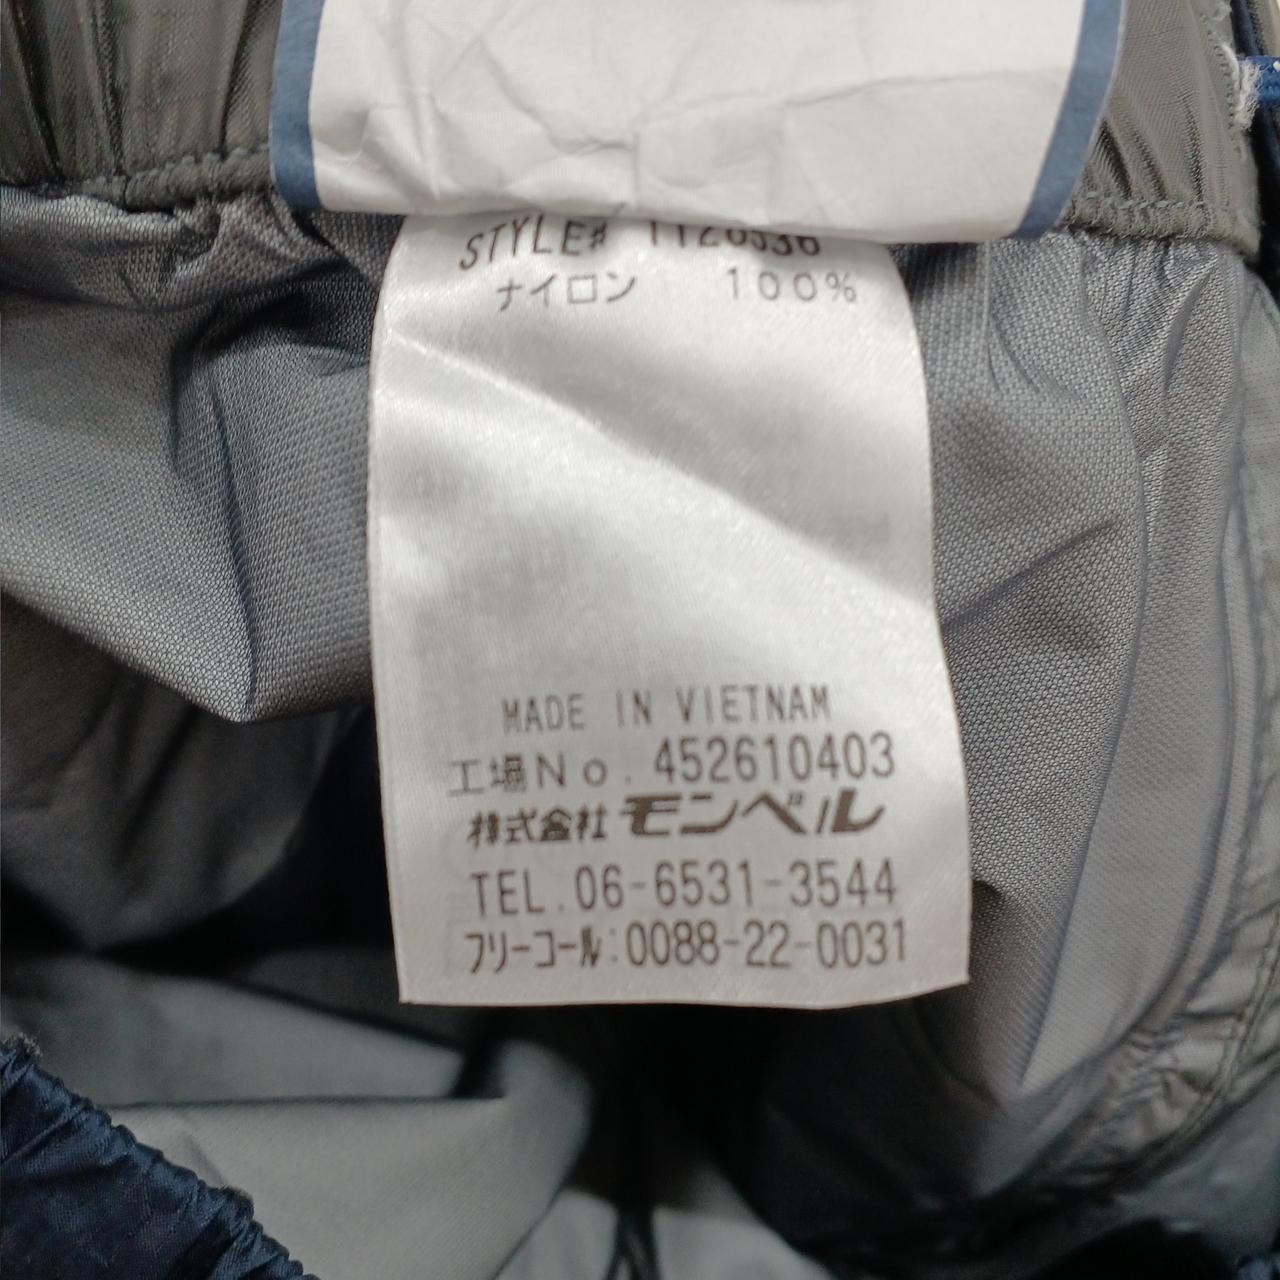 STYLE# 1128536
ナイロン 100%
MADE IN VIETNAM
工場No. 452610403
株式会社 モンベル
TEL. 06-6531-3544
フリーコール:0088-22-0031